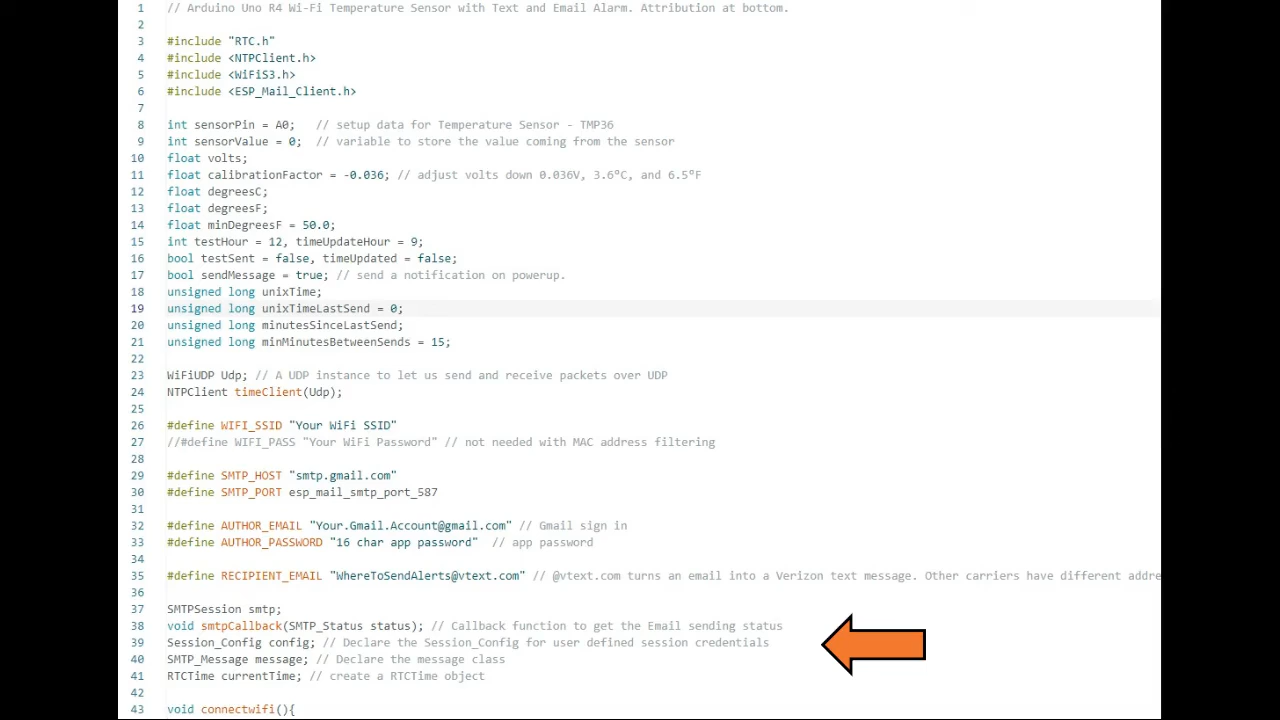 1 // Arduino Uno R4 Wi-Fi Temperature Sensor with Text and Email Alarm. Attribution at bottom.
2
3 #include "RTC.h"
4 #include <NTPClient.h>
5 #include <WiFiS3.h>
6 #include <ESP_Mail_Client.h>
7
8 int sensorPin = A0;   // setup data for Temperature Sensor - TMP36
9 int sensorValue = 0;  // variable to store the value coming from the sensor
10 float volts;
11 float calibrationFactor = -0.036; // adjust volts down 0.036V, 3.6°C, and 6.5°F
12 float degreesC;
13 float degreesF;
14 float minDegreesF = 50.0;
15 int testHour = 12, timeUpdateHour = 9;
16 bool testSent = false, timeUpdated = false;
17 bool sendMessage = true; // send a notification on powerup.
18 unsigned long unixTime;
19 unsigned long unixTimeLastSend = 0;
20 unsigned long minutesSinceLastSend;
21 unsigned long minMinutesBetweenSends = 15;
22
23 WiFiUDP Udp; // A UDP instance to let us send and receive packets over UDP
24 NTPClient timeClient(Udp);
25
26 #define WIFI_SSID "Your WiFi SSID"
27 //#define WIFI_PASS "Your WiFi Password" // not needed with MAC address filtering
28
29 #define SMTP_HOST "smtp.gmail.com"
30 #define SMTP_PORT esp_mail_smtp_port_587
31
32 #define AUTHOR_EMAIL "Your.Gmail.Account@gmail.com" // Gmail sign in
33 #define AUTHOR_PASSWORD "16 char app password"  // app password
34
35 #define RECIPIENT_EMAIL "WhereToSendAlerts@vtext.com" // @vtext.com turns an email into a Verizon text message. Other carriers have different addre
36
37 SMTPSession smtp;
38 void smtpCallback(SMTP_Status status); // Callback function to get the Email sending status
39 Session_Config config; // Declare the Session_Config for user defined session credentials
40 SMTP_Message message; // Declare the message class
41 RTCTime currentTime; // create a RTCTime object
42
43 void connectwifi(){